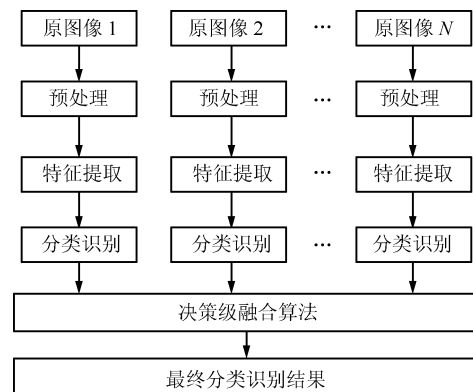 原图像 1 原图像 2 … 原图像 N
预处理 预处理 … 预处理
特征提取 特征提取 … 特征提取
分类识别 分类识别 … 分类识别
决策级融合算法
最终分类识别结果